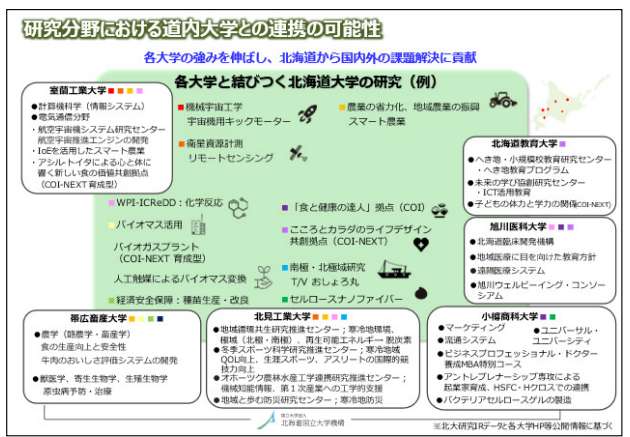 研究分野における道内大学との連携の可能性
各大学の強みを伸ばし、北海道から国内外の課題解決に貢献
各大学と結びつく北海道大学の研究（例）
室蘭工業大学
●計算機科学（情報システム）
●電気通信分野
・航空宇宙機システム研究センター
航空宇宙推進エンジンの開発
・IoEを活用したスマート農業
・アシルトイタによる心と体に
響く新しい食の価値共創拠点
（COI-NEXT 育成型）
機械宇宙工学
宇宙機用キックモーター
衛星資源計測
リモートセンシング
農業の省力化、地域農業の振興
スマート農業
北海道教育大学
●へき地・小規模校教育研究センター
・へき地教育プログラム
●未来の学び協創研究センター
・ICT活用教育
●子どもの体力と学力の関係(COI-NEXT)
WPI-ICReDD：化学反応
バイオマス活用
バイオガスプラント
（COI-NEXT 育成型）
人工触媒によるバイオマス変換
経済安全保障：種苗生産・改良
「食と健康の達人」拠点（COI）
こころとカラダのライフデザイン
共創拠点（COI-NEXT）
南極・北極域研究
T/V おしょろ丸
セルロースナノファイバー
旭川医科大学
●北海道臨床開発機構
●地域医療に目を向けた教育方針
●遠隔医療システム
●旭川ウェルビーイング・コンソー
シアム
帯広畜産大学
●農学（酪農学・畜産学）
食の生産向上と安全性
牛肉のおいしさ評価システムの開発
●獣医学、寄生生物学、生殖生物学
原虫病予防・治療
北見工業大学
●地域循環共生研究推進センター；寒冷地環境、
極域（北極・南極）、再生可能エネルギー 脱炭素
●冬季スポーツ科学研究推進センター；寒冷地域
QOL向上、生涯スポーツ、アスリートの国際的競
技力向上
●オホーツク農林水産工学連携研究推進センター；
機械知能情報、第１次産業への工学的支援
●地域と歩む防災研究センター；寒冷地防災
小樽商科大学
●マーケティング
●流通システム
●ユニバーサル・
ユニバーシティ
●ビジネスプロフェッショナル・ドクター
養成MBA特別コース
●アントレプレナーシップ専攻による
起業家育成、HSFC・Hクロスでの連携
●バクテリアセルロースゲルの製造
国立大学法人
北海道国立大学機構
※北大研究IRデータと各大学HP等公開情報に基づく